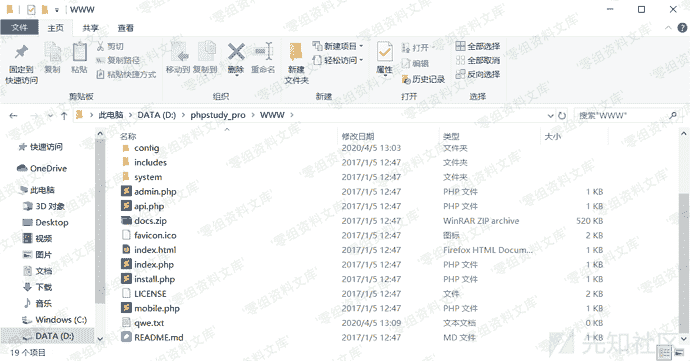 WWW
文件 主页 共享 查看
固定到快速访问
复制
粘贴
剪切
复制路径
粘贴快捷方式
剪贴板
移动到
复制到
删除
重命名
组织
新建文件夹
新建项目
轻松访问
新建
属性
打开
编辑
历史记录
打开
全部选择
全部取消
反向选择
选择
此电脑 > DATA (D:) > phpstudy_pro > WWW
搜索"WWW"
快速访问
OneDrive
此电脑
3D 对象
Desktop
视频
图片
文档
下载
音乐
Windows (C:)
DATA (D:)
名称 修改日期 类型 大小
config 2020/4/5 13:03 文件夹
includes 2017/1/5 12:47 文件夹
system 2017/1/5 12:47 文件夹
admin.php 2017/1/5 12:47 PHP 文件 1 KB
api.php 2017/1/5 12:47 PHP 文件 1 KB
docs.zip 2017/1/5 12:47 WinRAR ZIP archive 520 KB
favicon.ico 2017/1/5 12:47 图标 2 KB
index.html 2017/1/5 12:47 Firefox HTML Docum... 1 KB
index.php 2017/1/5 12:47 PHP 文件 1 KB
install.php 2017/1/5 12:47 PHP 文件 1 KB
LICENSE 2017/1/5 12:47 文件 2 KB
mobile.php 2017/1/5 12:47 PHP 文件 1 KB
qwe.txt 2020/4/5 13:09 文本文档 0 KB
README.md 2017/1/5 12:47 MD 文件 1 KB
19 个项目
零组资料文库
先知社区